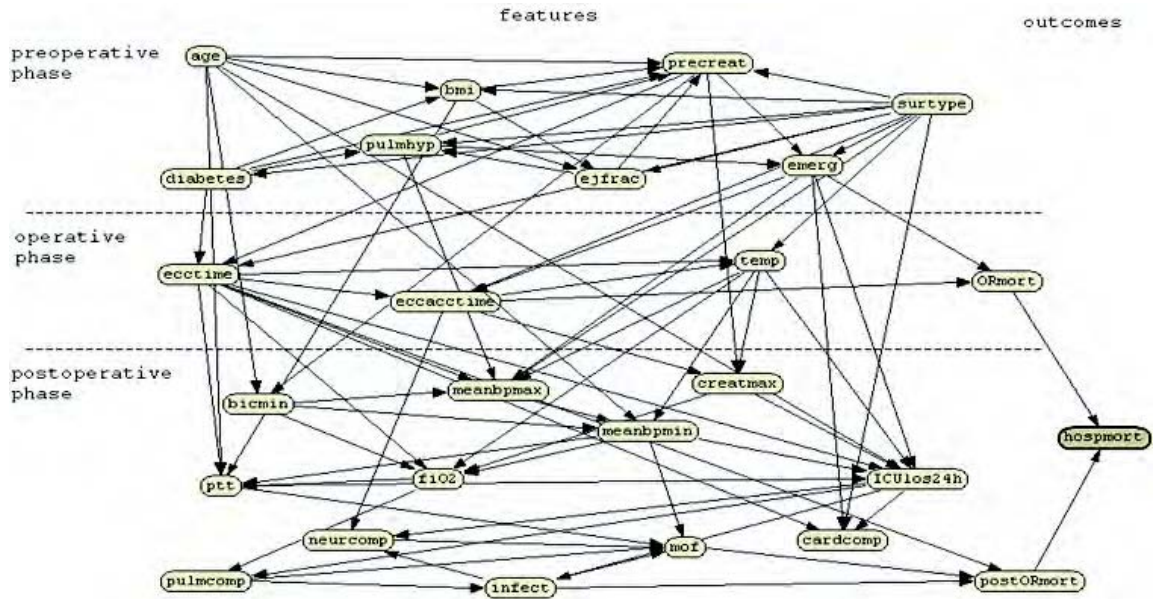 features
outcomes
preoperative
phase
age
precreat
bmi
surtype
pulmhyp
emerg
diabetes
ejfrac
operative
phase
temp
ecctime
ORmort
eccacctime
postoperative
phase
creatmax
meanbpmax
bicmin
meanbpmin
hospmort
ptt
fiO2
ICUlos24h
neurcomp
mof
cardcomp
pulmcomp
infect
postORmort